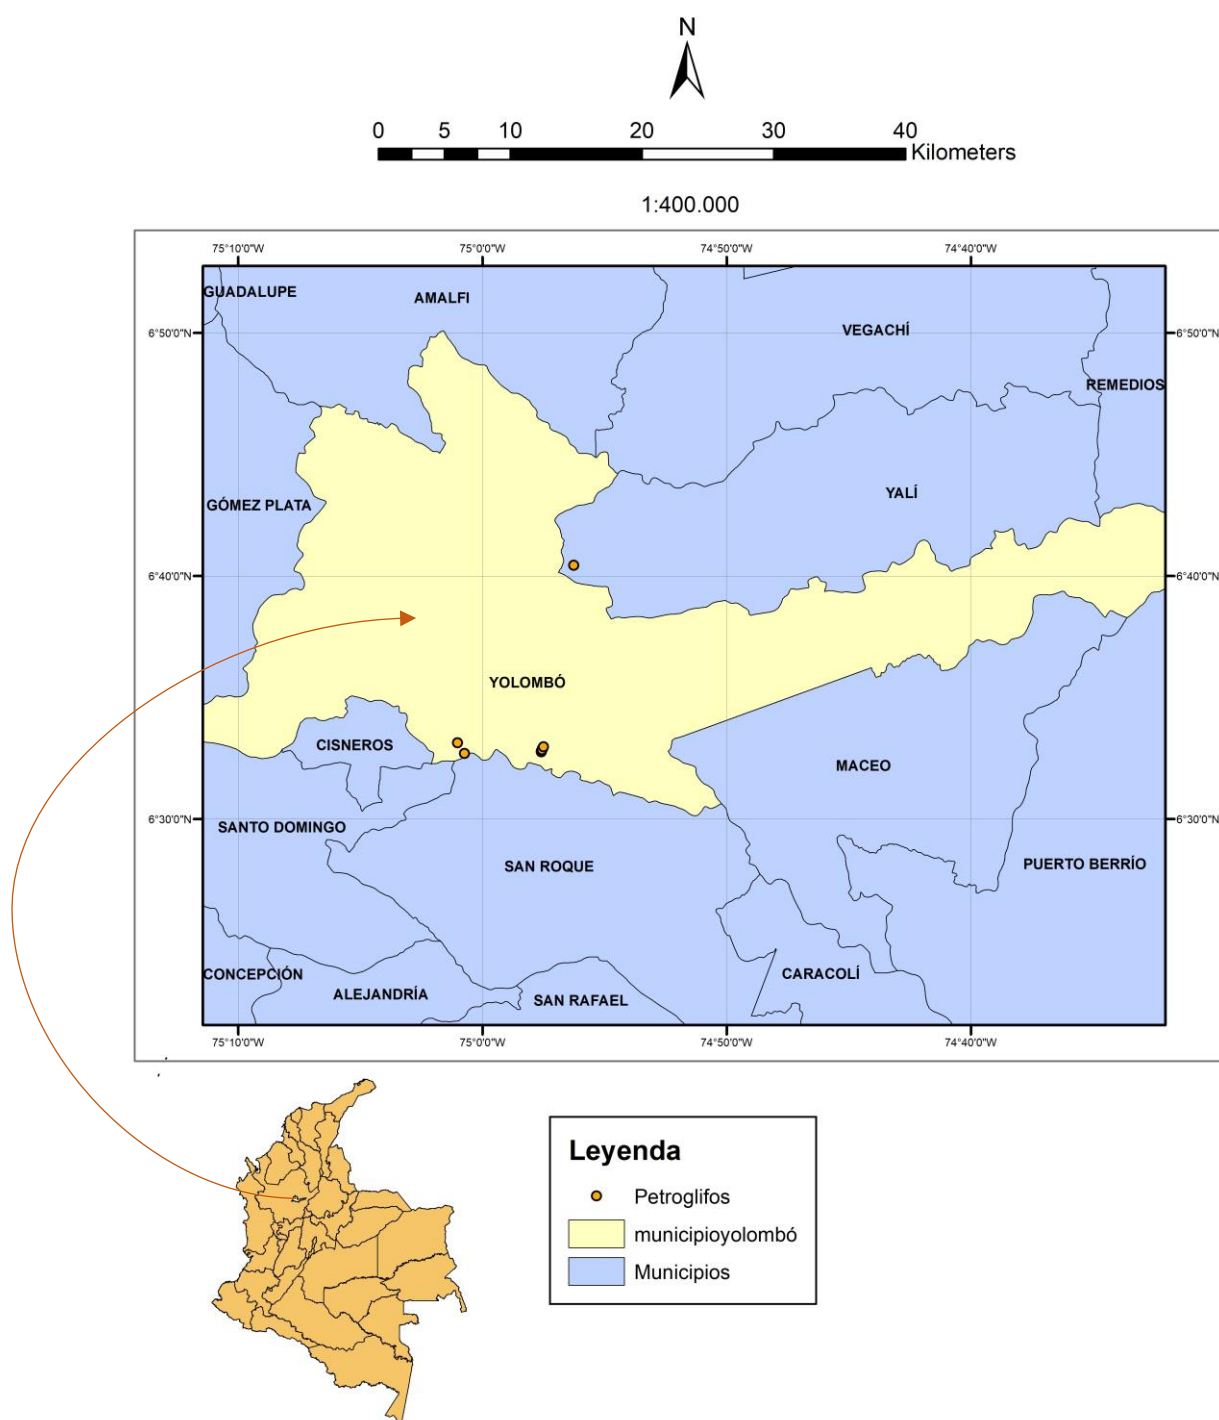 N
0 5 10 20 30 40
Kilometers
1:400.000
75°10'0"W 75°0'0"W 74°50'0"W 74°40'0"W
GUADALUPE
AMALFI
6°50'0"N 6°50'0"N
VEGACHÍ
REMEDIOS
YALÍ
GÓMEZ PLATA
6°40'0"N 6°40'0"N
YOLOMBÓ
CISNEROS
MACEO
6°30'0"N 6°30'0"N
SANTO DOMINGO
SAN ROQUE
PUERTO BERRÍO
CONCEPCIÓN
CARACOLÍ
ALEJANDRÍA
SAN RAFAEL
75°10'0"W 75°0'0"W 74°50'0"W 74°40'0"W
Leyenda
Petroglifos
municipioyolombó
Municipios